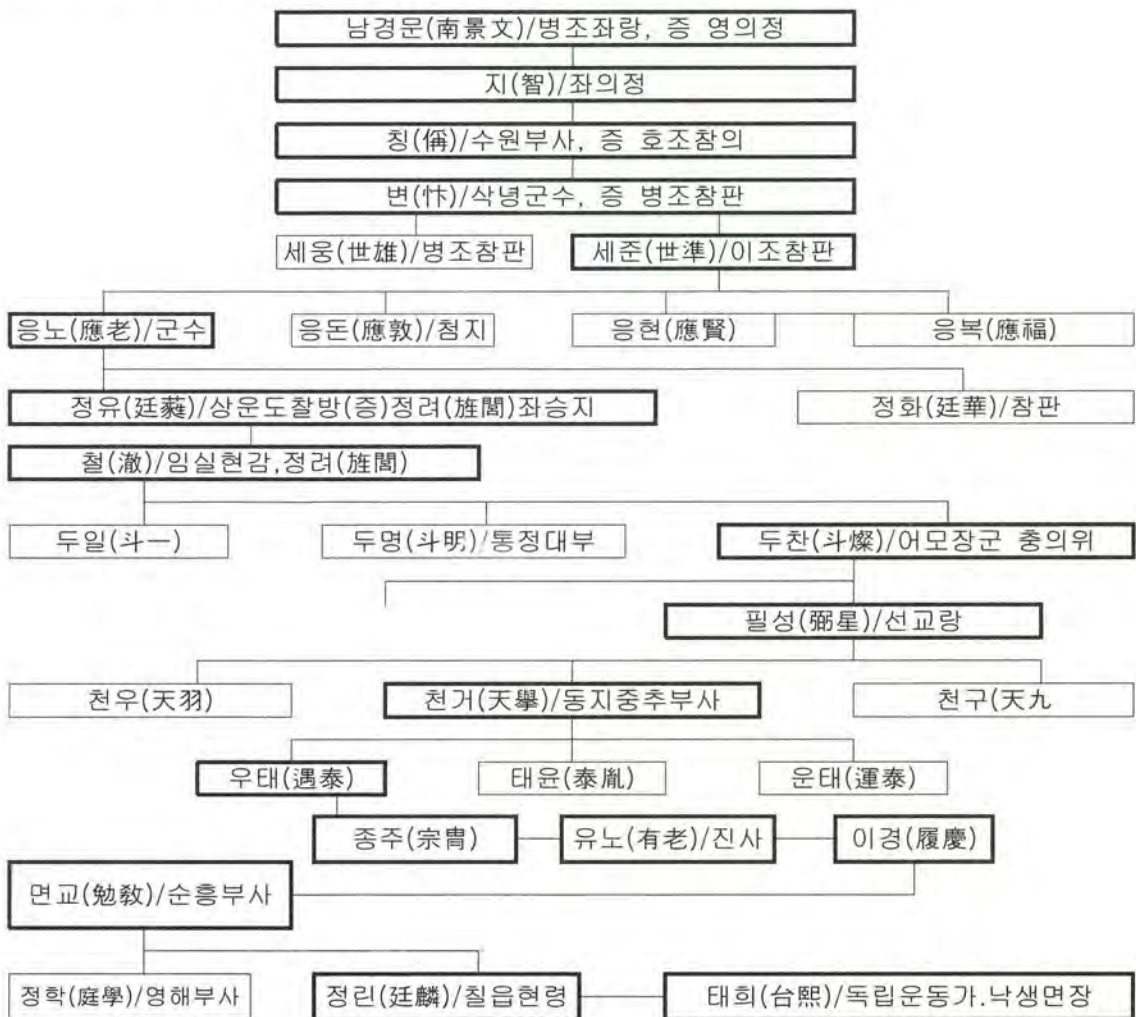 남경문(南景文)/병조좌랑, 증 영의정
지(智)/좌의정
칭(偁)/수원부사, 증 호조참의
변(忭)/삭녕군수, 증 병조참판
세웅(世雄)/병조참판 세준(世準)/이조참판
응노(應老)/군수 응돈(應敦)/첨지 응현(應賢) 응복(應福)
정유(廷蕤)/상운도찰방(증)정려(旌閭)좌승지 정화(廷華)/참판
철(澈)/임실현감,정려(旌閭)
두일(斗一) 두명(斗明)/통정대부 두찬(斗燦)/어모장군 충의위
필성(弼星)/선교랑
천우(天羽) 천거(天擧)/동지중추부사 천구(天九
우태(遇泰) 태윤(泰胤) 운태(運泰)
종주(宗冑) 유노(有老)/진사 이경(履慶)
면교(勉敎)/순흥부사
정학(庭學)/영해부사 정린(廷麟)/칠읍현령 태희(台熙)/독립운동가.낙생면장